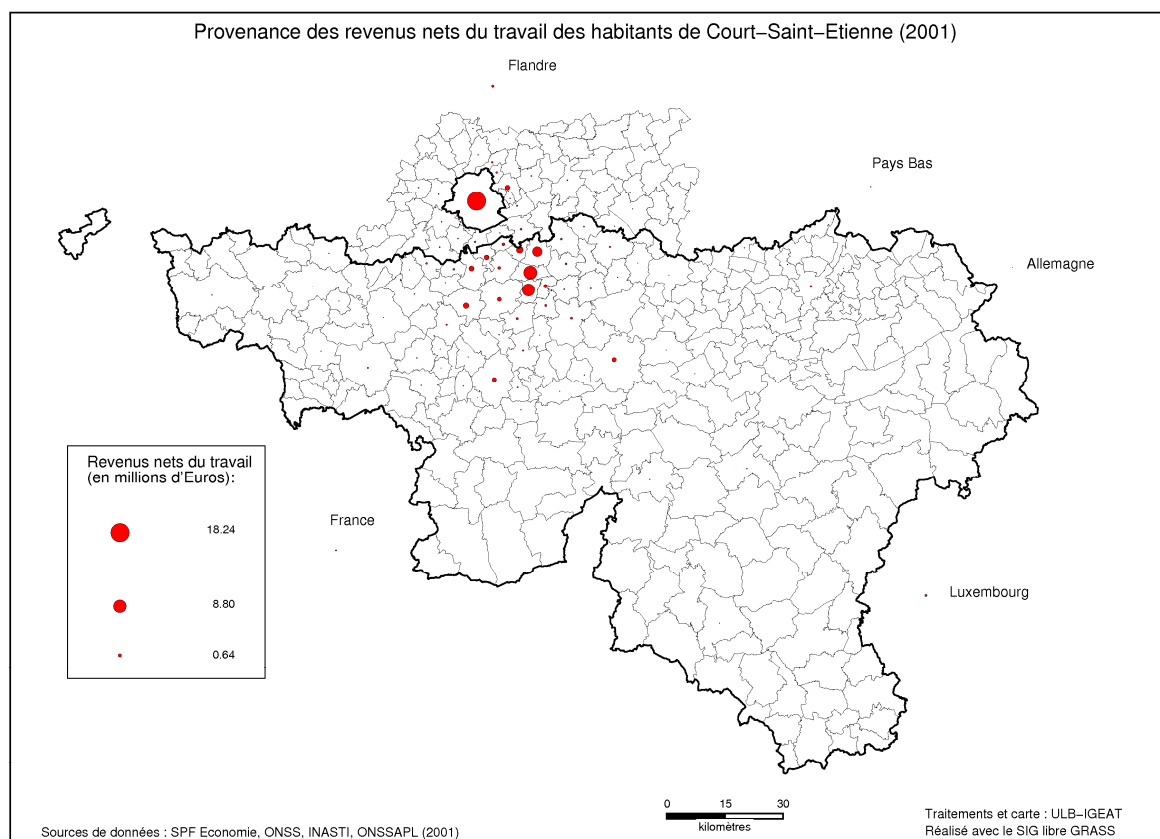 Provenance des revenus nets du travail des habitants de Court−Saint−Etienne (2001)
Flandre
Pays Bas
Allemagne
Revenus nets du travail
(en millions d'Euros):
18.24
8.80
0.64
France
Luxembourg
0 15 30
kilomètres
Sources de données : SPF Economie, ONSS, INASTI, ONSSAPL (2001)
Traitements et carte : ULB−IGEAT
Réalisé avec le SIG libre GRASS